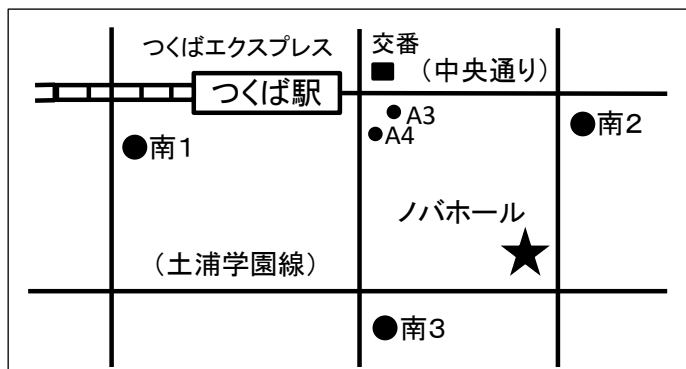 つくばエクスプレス
交番
(中央通り)
つくば駅
A3
A4
南1
南2
ノバホール
(土浦学園線)
南3